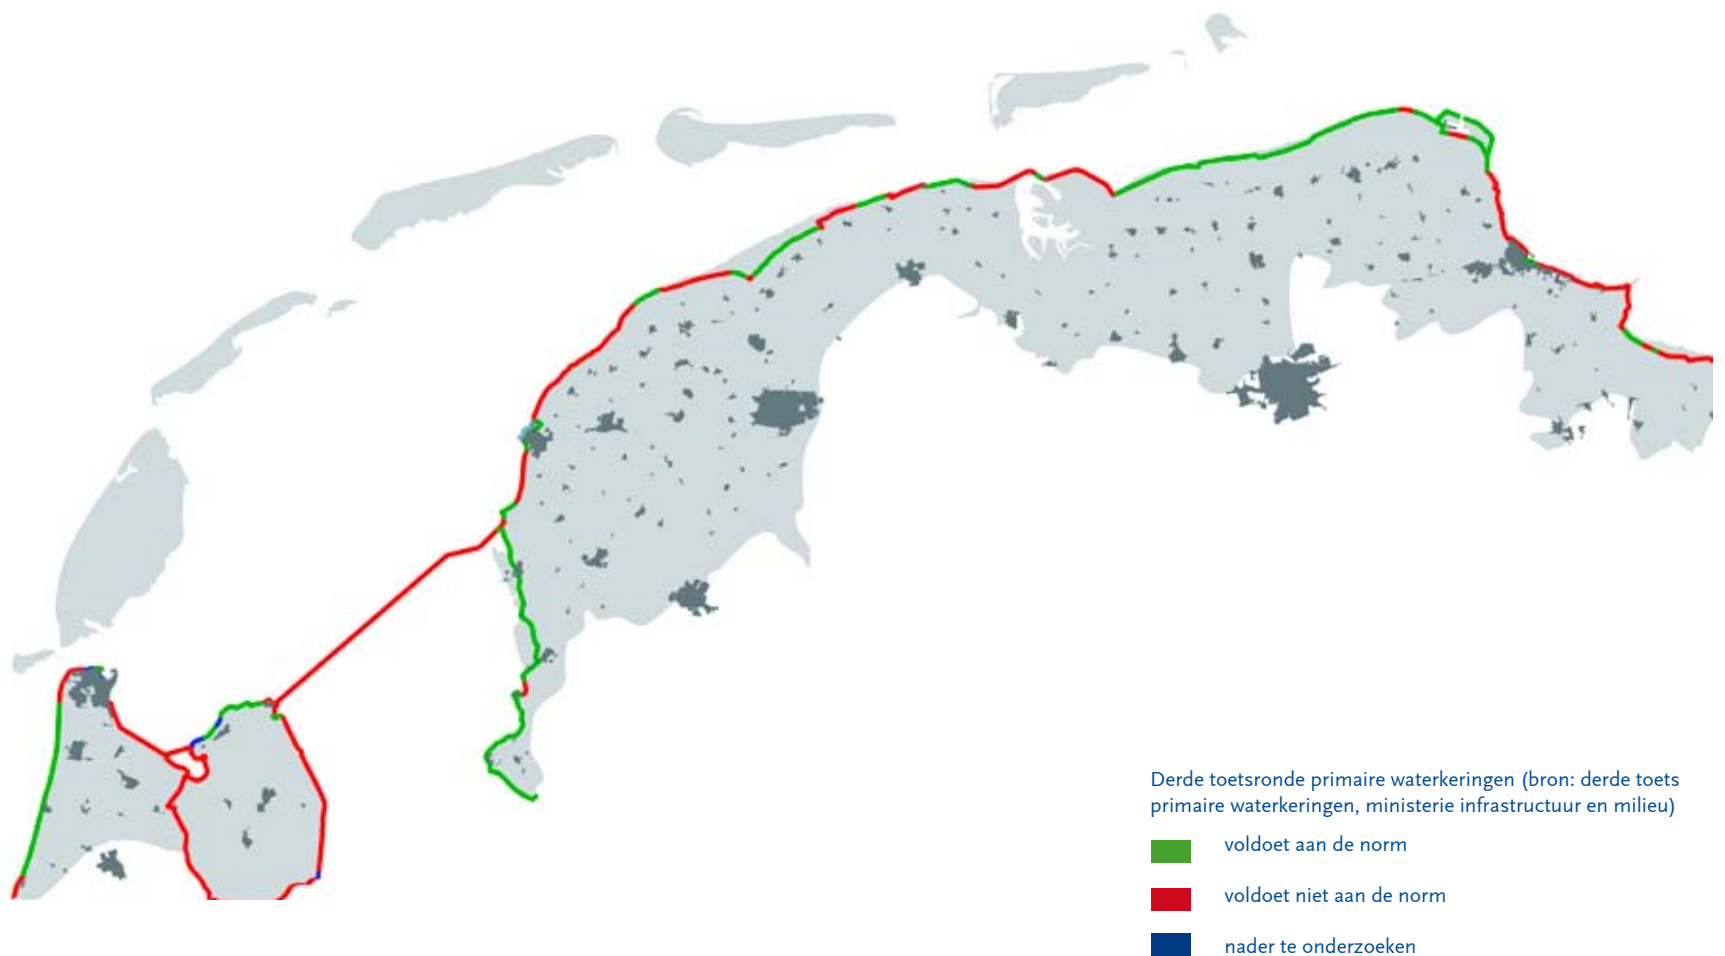 Derde toetsronde primaire waterkeringen (bron: derde toets
primaire waterkeringen, ministerie infrastructuur en milieu)
voldoet aan de norm
voldoet niet aan de norm
nader te onderzoeken